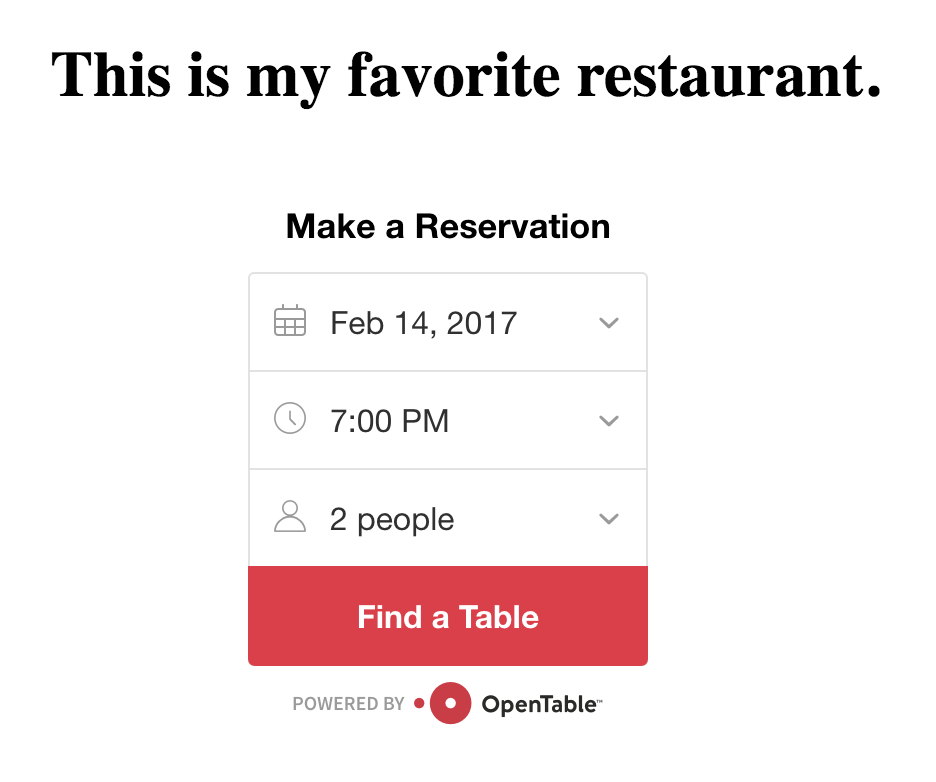 This is my favorite restaurant.
Make a Reservation
Feb 14, 2017
7:00 PM
2 people
Find a Table
POWERED BY OpenTable™